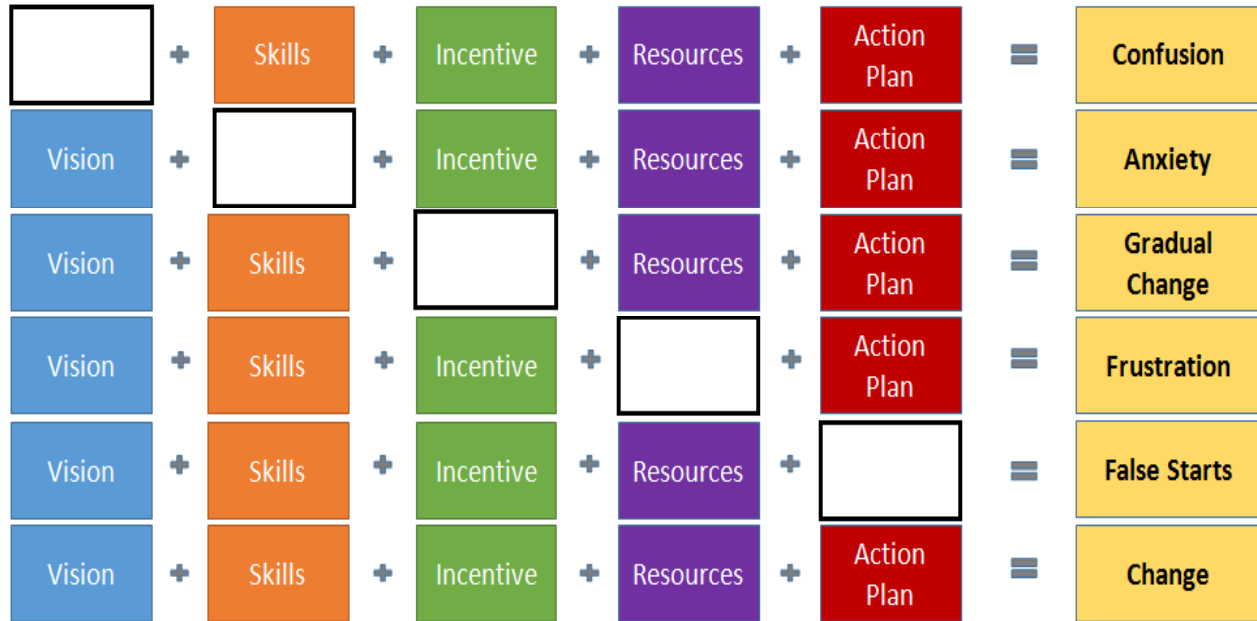 + Skills + Incentive + Resources + Action Plan = Confusion
Vision + + Incentive + Resources + Action Plan = Anxiety
Vision + Skills + + Resources + Action Plan = Gradual Change
Vision + Skills + Incentive + + Action Plan = Frustration
Vision + Skills + Incentive + Resources + = False Starts
Vision + Skills + Incentive + Resources + Action Plan = Change